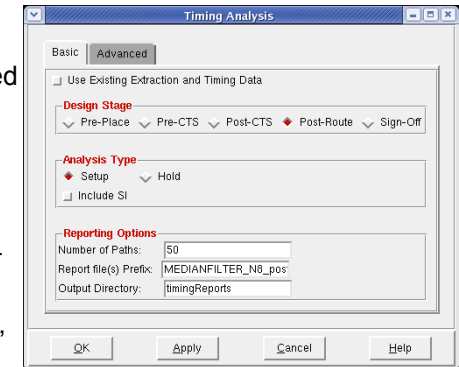 Timing Analysis
Basic Advanced
ed
Use Existing Extraction and Timing Data
Design Stage
Pre-Place Pre-CTS Post-CTS Post-Route Sign-Off
Analysis Type
Setup Hold
Include SI
Reporting Options
Number of Paths: 50
Report file(s) Prefix: MEDIANFILTER_N8_pos
Output Directory: timingReports
,
OK Apply Cancel Help